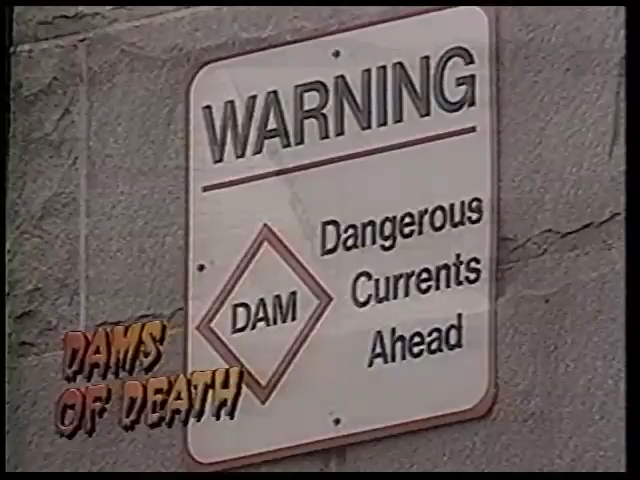 WARNING
Dangerous
Currents
Ahead
DAM
DAMS
OF DEATH